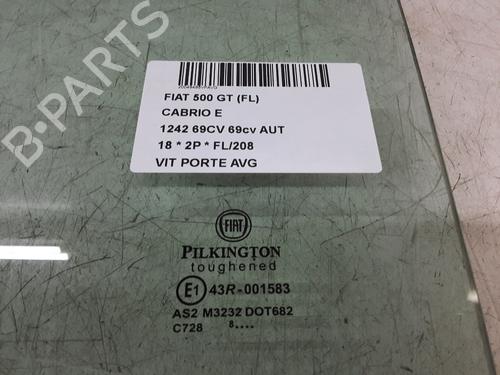 FIAT 500 GT (FL)
CABRIO E
1242 69CV 69cv AUT
18 * 2P * FL/208
VIT PORTE AVG
FIAT
PILKINGTON
toughened
E1 43R-001583
AS2 M3232 DOT682
C728 8....
B-PARTS